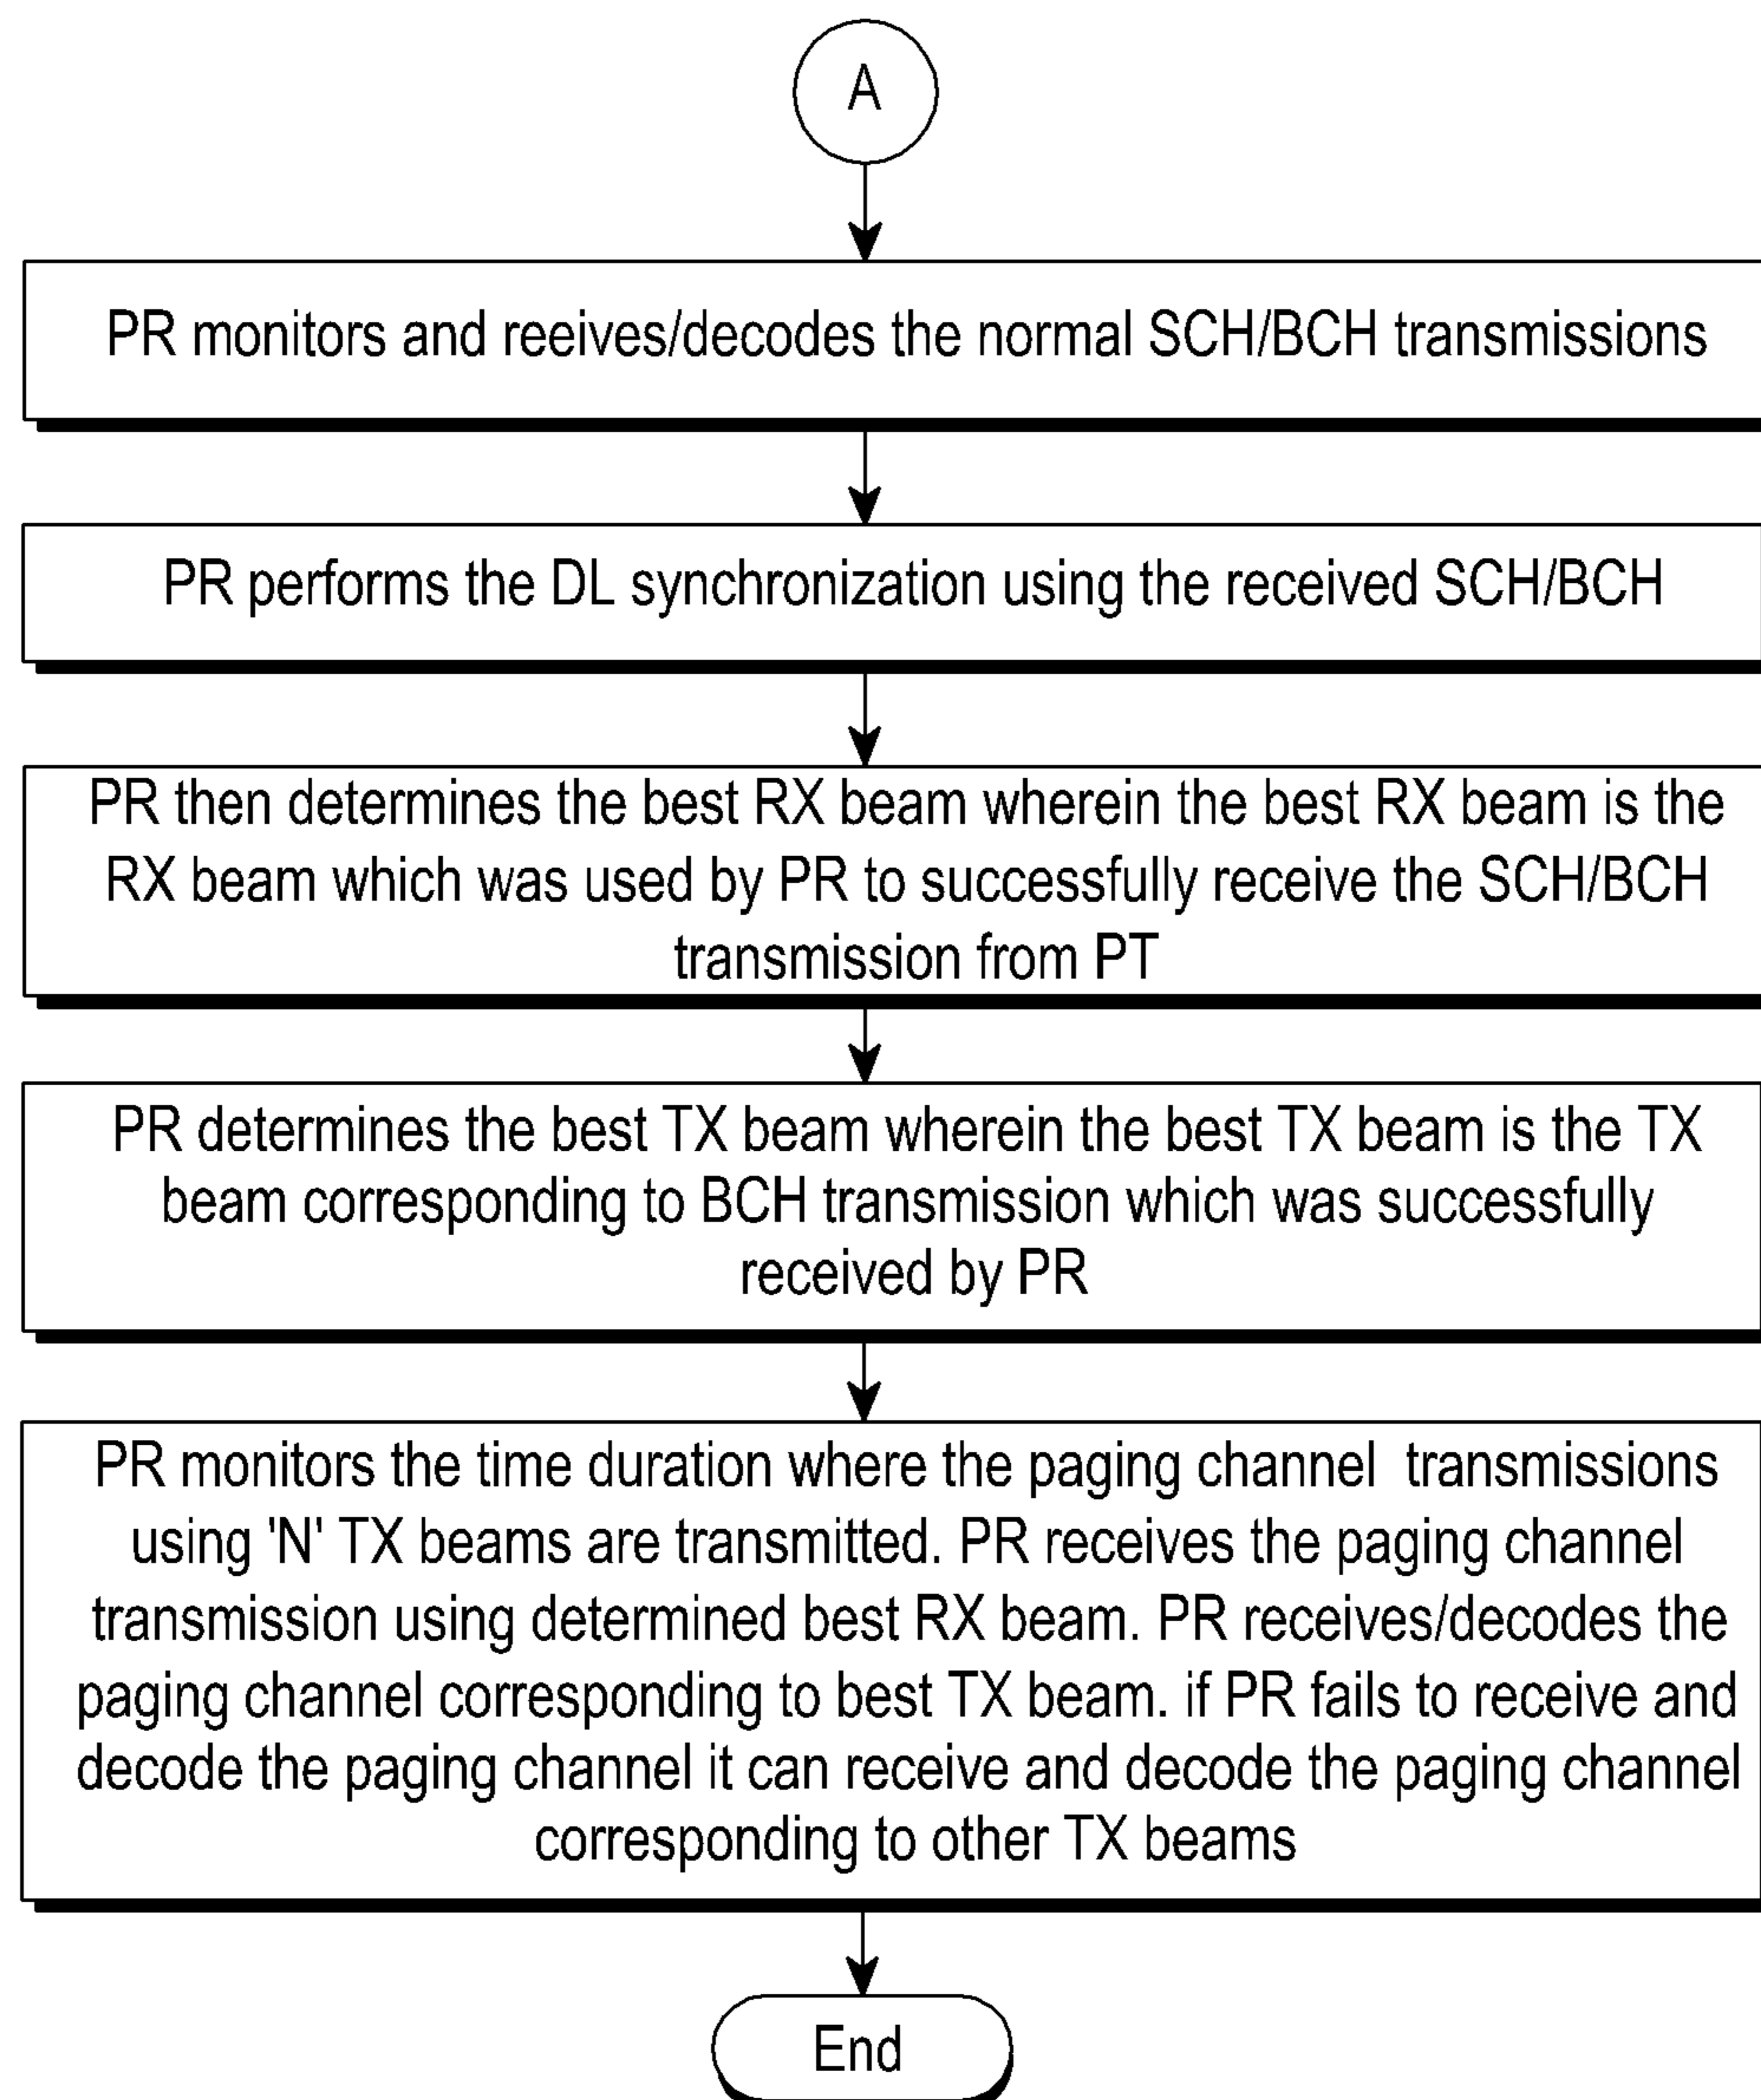 A
PR monitors and reeives/decodes the normal SCH/BCH transmissions
PR performs the DL synchronization using the received SCH/BCH
PR then determines the best RX beam wherein the best RX beam is the
RX beam which was used by PR to successfully receive the SCH/BCH
transmission from PT
PR determines the best TX beam wherein the best TX beam is the TX
beam corresponding to BCH transmission which was successfully
received by PR
PR monitors the time duration where the paging channel transmissions
using 'N' TX beams are transmitted. PR receives the paging channel
transmission using determined best RX beam. PR receives/decodes the
paging channel corresponding to best TX beam. if PR fails to receive and
decode the paging channel it can receive and decode the paging channel
corresponding to other TX beams
End